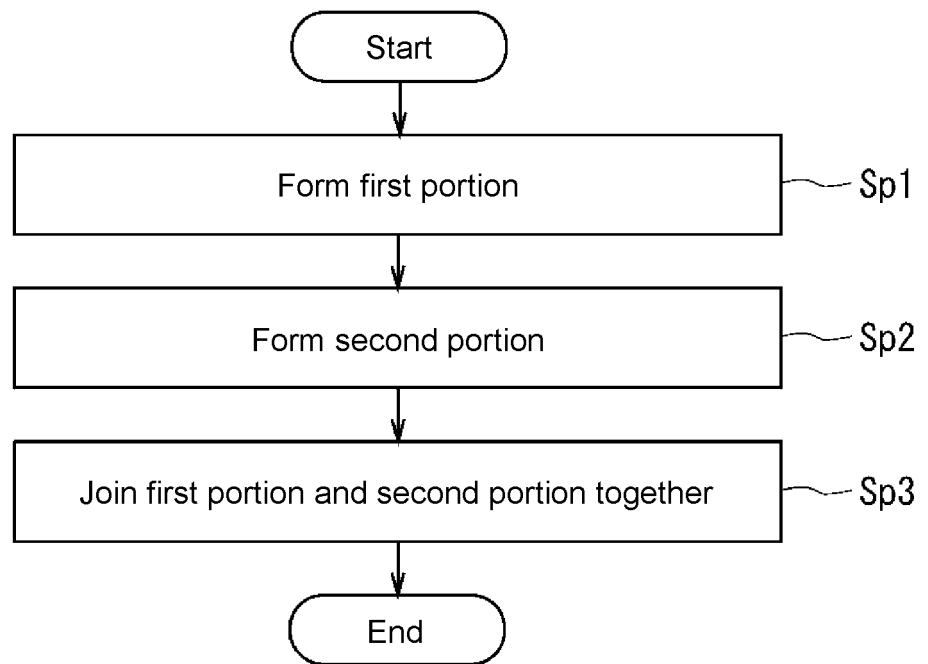 Start
Form first portion
Sp1
Form second portion
Sp2
Join first portion and second portion together
Sp3
End